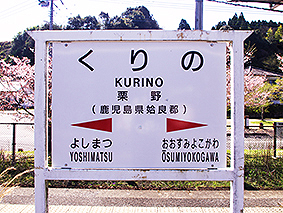 くりの
KURINO
栗野
(鹿児島県姶良郡)
よしまつ おおすみよこがわ
YOSHIMATSU ŌSUMIYOKOGAWA